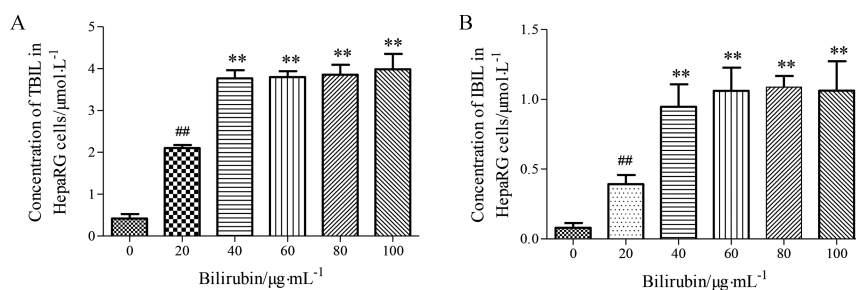 A
Concentration of TBIL in
HepaRG cells/μmol·L⁻¹
5
4
3
2
1
0
##
**
**
**
**
0 20 40 60 80 100
Bilirubin/μg·mL⁻¹
B
Concentration of IBIL in
HepaRG cells/μmol·L⁻¹
1.5
1.0
0.5
0.0
##
**
**
**
**
0 20 40 60 80 100
Bilirubin/μg·mL⁻¹